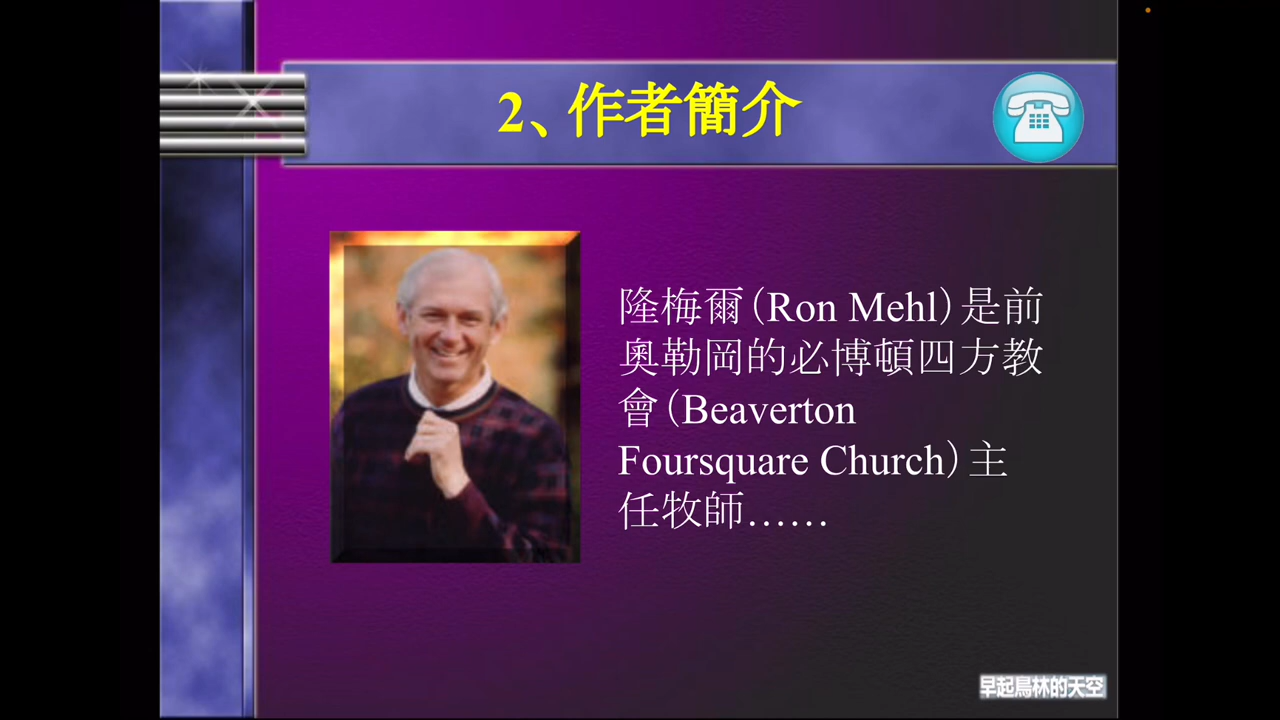 2、作者簡介
隆梅爾（Ron Mehl）是前
奧勒岡的必博頓四方教
會（Beaverton
Foursquare Church）主
任牧師……
早起鳥林的天空